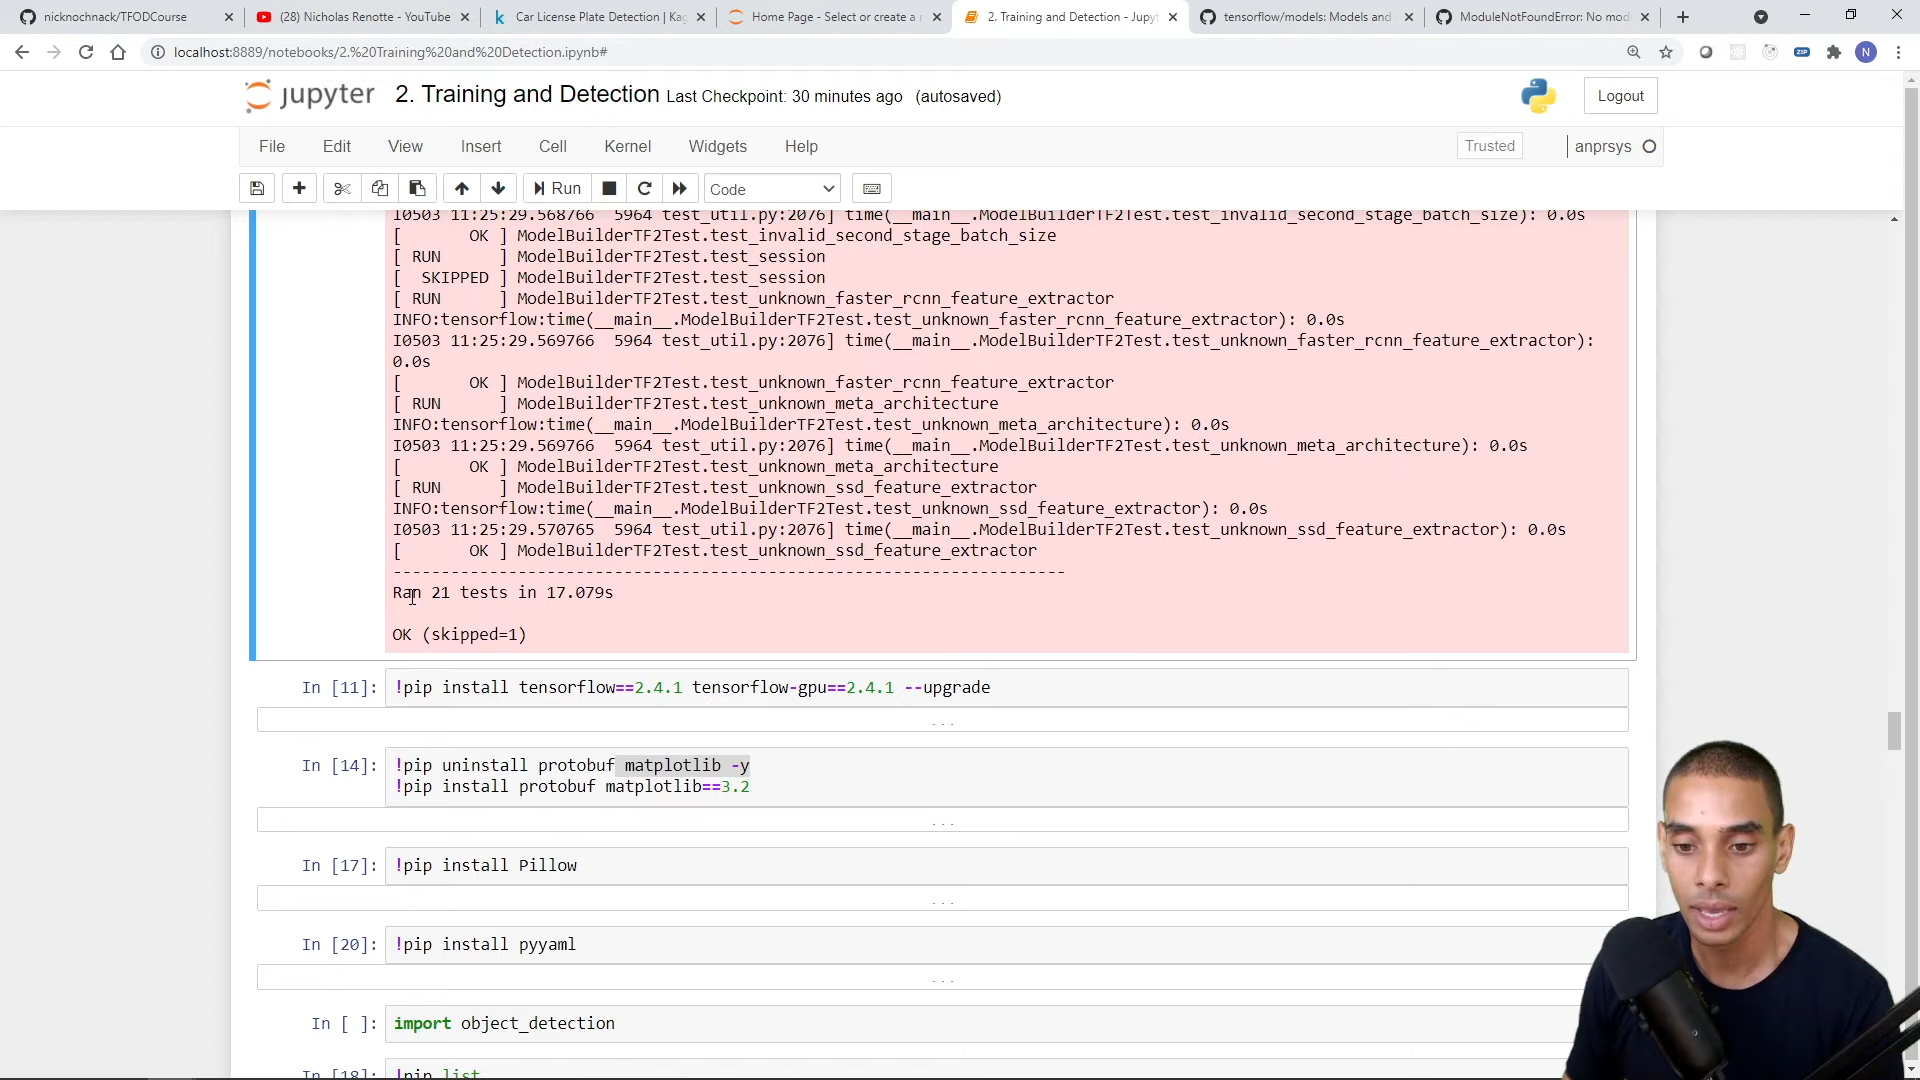 nicknochnack/TFODCourse
(28) Nicholas Renotte - YouTube
Car License Plate Detection | Kag
Home Page - Select or create a n
2. Training and Detection - Jupyt
tensorflow/models: Models and
ModuleNotFoundError: No mod
localhost:8889/notebooks/2.%20Training%20and%20Detection.ipynb#
ZIP
N
jupyter 2. Training and Detection Last Checkpoint: 30 minutes ago (autosaved)
Logout
File Edit View Insert Cell Kernel Widgets Help
Trusted
anprsys
Run
Code
I0503 11:25:29.568766  5964 test_util.py:2076] time(__main__.ModelBuilderTF2Test.test_invalid_second_stage_batch_size): 0.0s
[       OK ] ModelBuilderTF2Test.test_invalid_second_stage_batch_size
[ RUN      ] ModelBuilderTF2Test.test_session
[  SKIPPED ] ModelBuilderTF2Test.test_session
[ RUN      ] ModelBuilderTF2Test.test_unknown_faster_rcnn_feature_extractor
INFO:tensorflow:time(__main__.ModelBuilderTF2Test.test_unknown_faster_rcnn_feature_extractor): 0.0s
I0503 11:25:29.569766  5964 test_util.py:2076] time(__main__.ModelBuilderTF2Test.test_unknown_faster_rcnn_feature_extractor):
0.0s
[       OK ] ModelBuilderTF2Test.test_unknown_faster_rcnn_feature_extractor
[ RUN      ] ModelBuilderTF2Test.test_unknown_meta_architecture
INFO:tensorflow:time(__main__.ModelBuilderTF2Test.test_unknown_meta_architecture): 0.0s
I0503 11:25:29.569766  5964 test_util.py:2076] time(__main__.ModelBuilderTF2Test.test_unknown_meta_architecture): 0.0s
[       OK ] ModelBuilderTF2Test.test_unknown_meta_architecture
[ RUN      ] ModelBuilderTF2Test.test_unknown_ssd_feature_extractor
INFO:tensorflow:time(__main__.ModelBuilderTF2Test.test_unknown_ssd_feature_extractor): 0.0s
I0503 11:25:29.570765  5964 test_util.py:2076] time(__main__.ModelBuilderTF2Test.test_unknown_ssd_feature_extractor): 0.0s
[       OK ] ModelBuilderTF2Test.test_unknown_ssd_feature_extractor
----------------------------------------------------------------------
Ran 21 tests in 17.079s
OK (skipped=1)
In [11]: !pip install tensorflow==2.4.1 tensorflow-gpu==2.4.1 --upgrade
...
In [14]: !pip uninstall protobuf matplotlib -y
!pip install protobuf matplotlib==3.2
...
In [17]: !pip install Pillow
...
In [20]: !pip install pyyaml
...
In [ ]: import object_detection
In [18]: !pip list